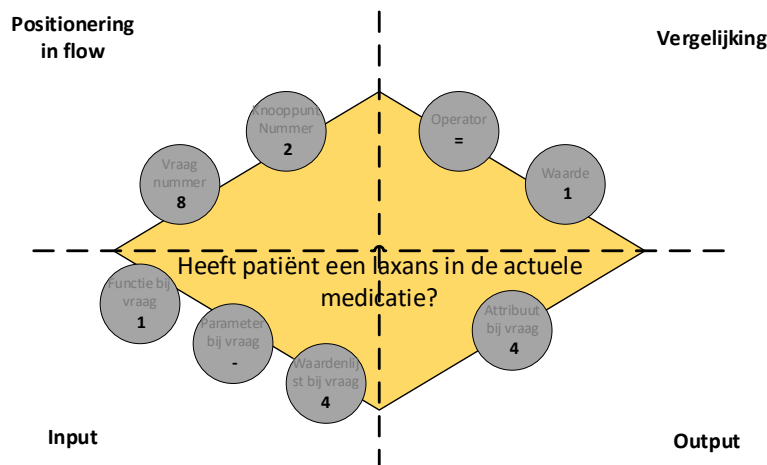 Positionering
in flow
Vergelijking
Knooppunt
Nummer
2
Operator
=
Vraag
nummer
8
Waarde
1
Heeft patiënt een laxans in de actuele
medicatie?
Functie bij
vraag
1
Parameter
bij vraag
-
Waardenlij
st bij vraag
4
Attribuut
bij vraag
4
Input
Output